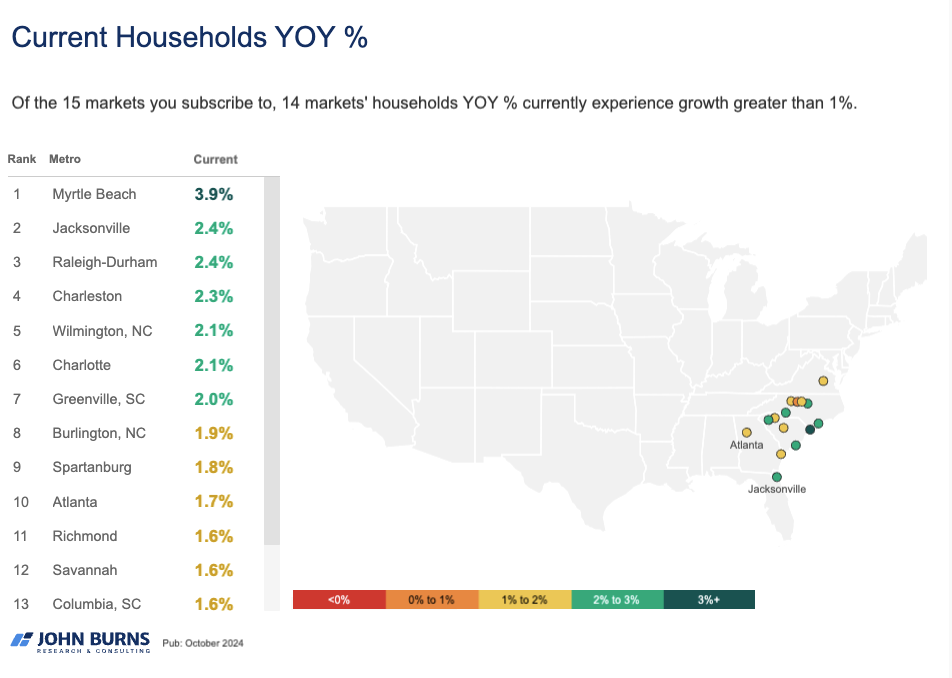 Current Households YOY %
Of the 15 markets you subscribe to, 14 markets' households YOY % currently experience growth greater than 1%.
Rank Metro Current
1 Myrtle Beach 3.9%
2 Jacksonville 2.4%
3 Raleigh-Durham 2.4%
4 Charleston 2.3%
5 Wilmington, NC 2.1%
6 Charlotte 2.1%
7 Greenville, SC 2.0%
8 Burlington, NC 1.9%
9 Spartanburg 1.8%
10 Atlanta 1.7%
11 Richmond 1.6%
12 Savannah 1.6%
13 Columbia, SC 1.6%
Atlanta
Jacksonville
<0% 0% to 1% 1% to 2% 2% to 3% 3%+
JOHN BURNS
RESEARCH & CONSULTING
Pub: October 2024